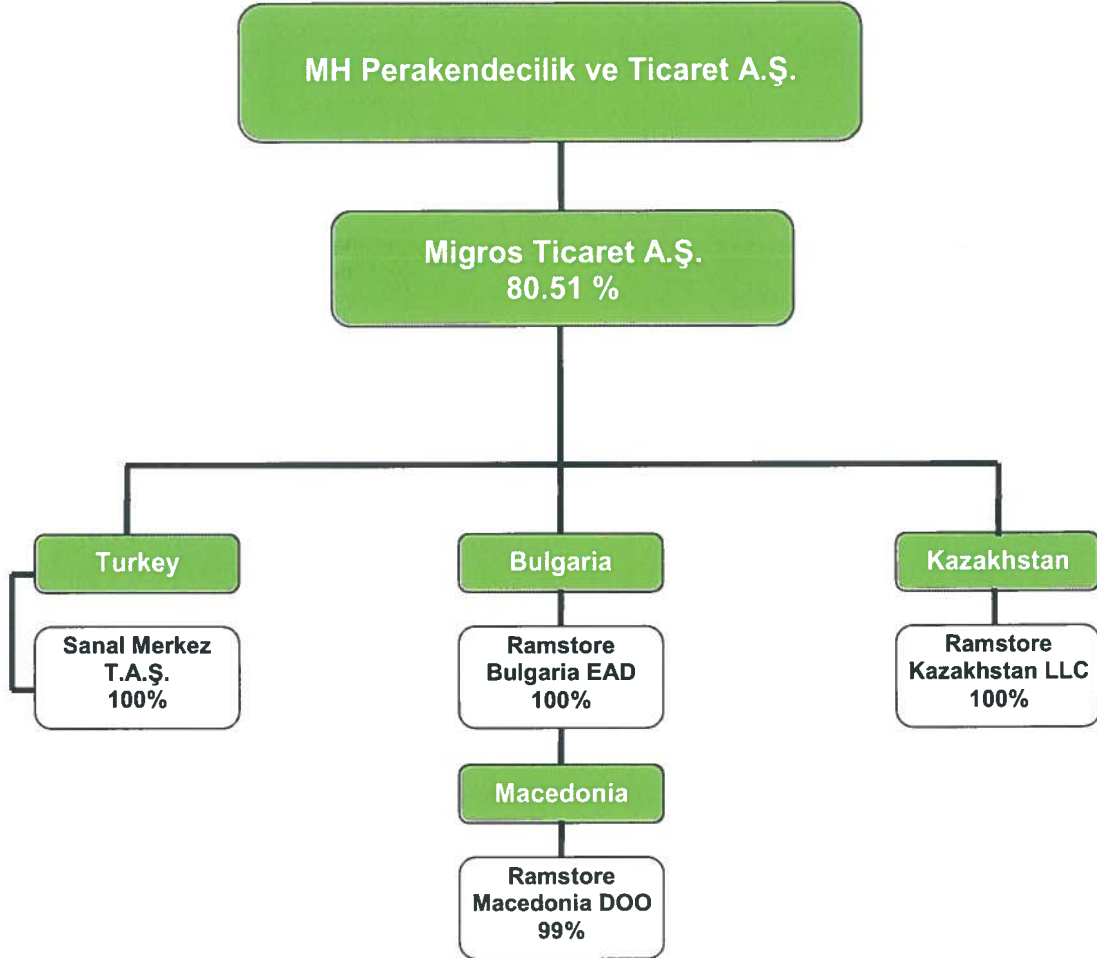 MH Perakendecilik ve Ticaret A.Ş.
Migros Ticaret A.Ş.
80.51 %
Turkey
Sanal Merkez
T.A.Ş.
100%
Bulgaria
Ramstore
Bulgaria EAD
100%
Macedonia
Ramstore
Macedonia DOO
99%
Kazakhstan
Ramstore
Kazakhstan LLC
100%